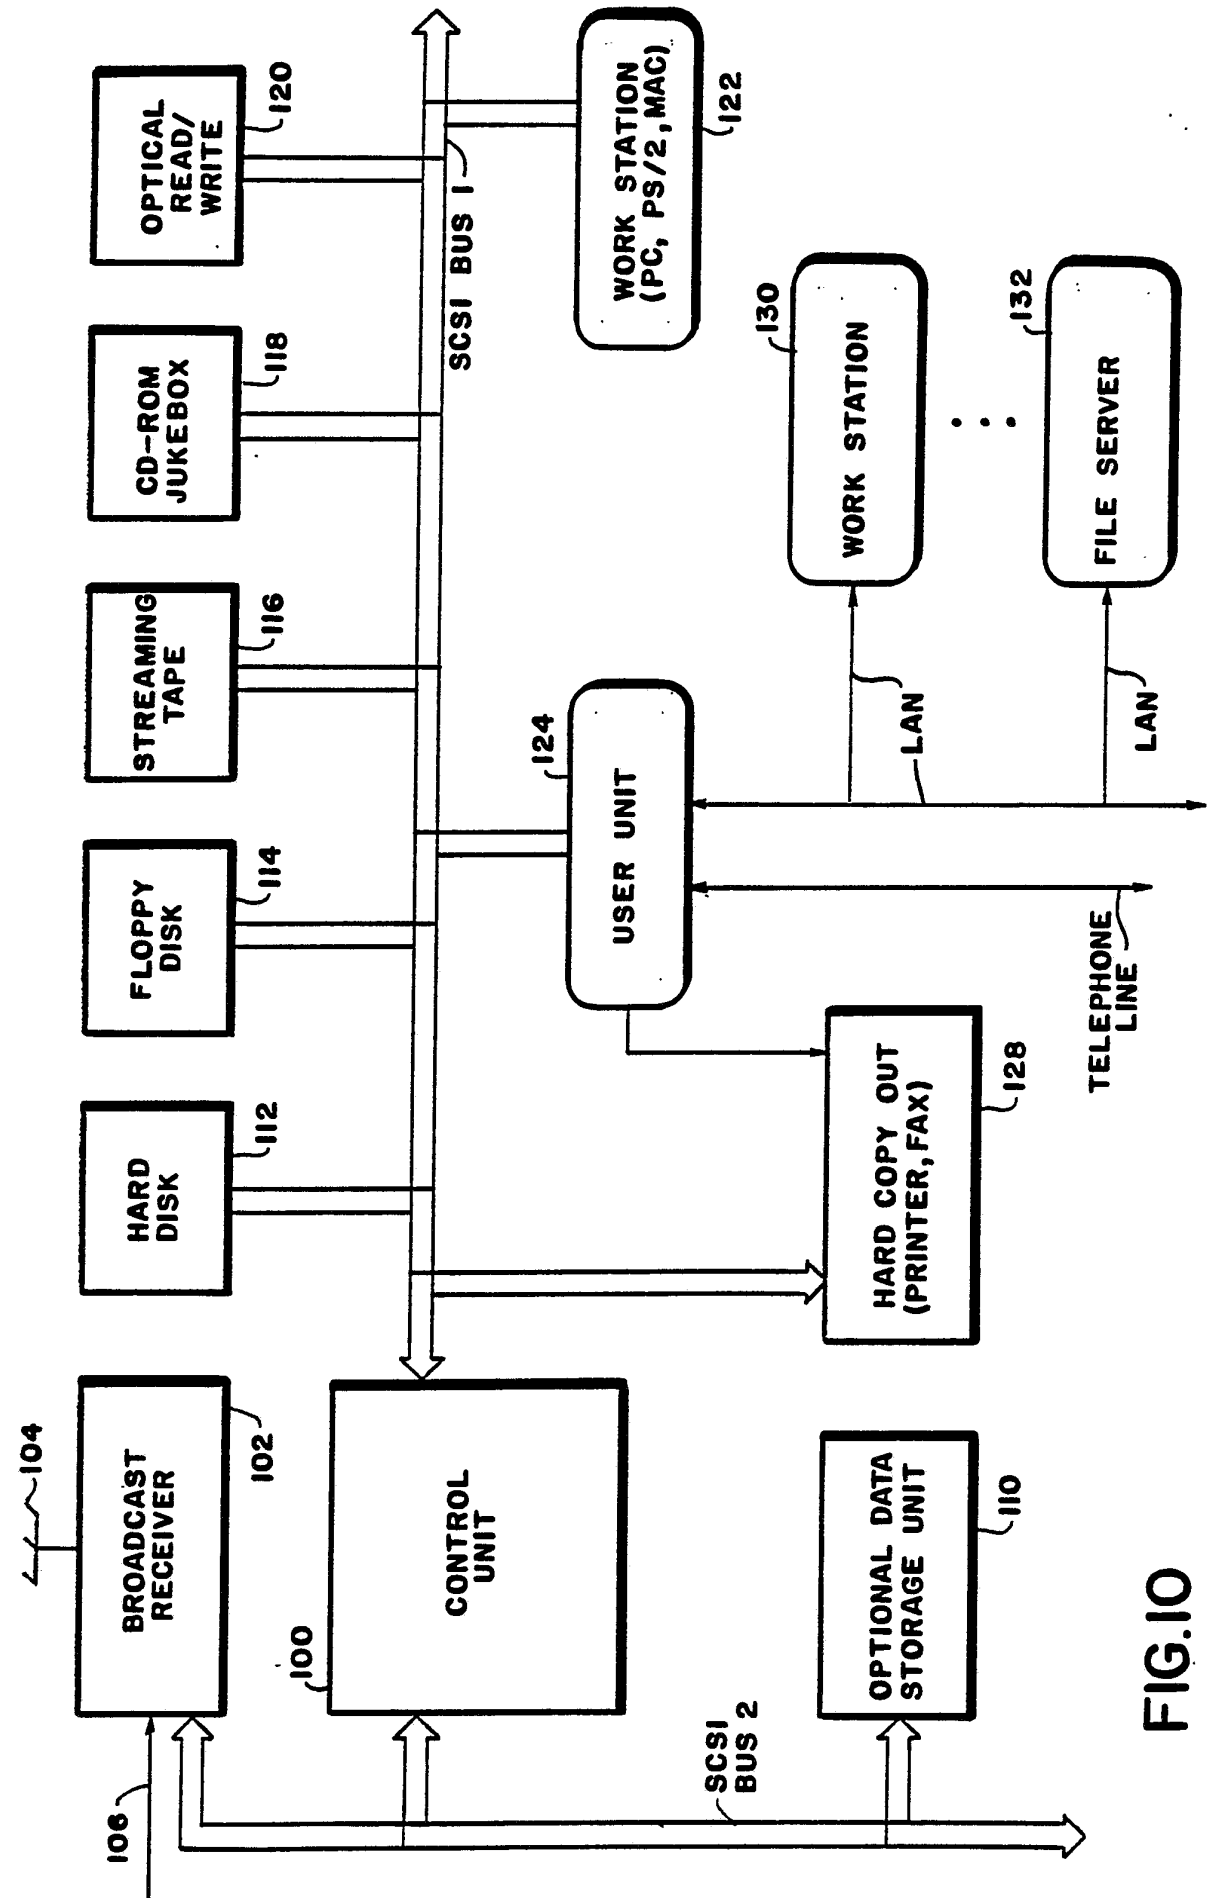 106
104
BROADCAST
RECEIVER
102
HARD
DISK
112
FLOPPY
DISK
114
STREAMING
TAPE
116
CD-ROM
JUKEBOX
118
OPTICAL
READ/
WRITE
120
100
CONTROL
UNIT
SCSI BUS 1
124
USER UNIT
WORK STATION
(PC, PS/2, MAC)
122
SCSI
BUS 2
OPTIONAL DATA
STORAGE UNIT
110
HARD COPY OUT
(PRINTER, FAX)
128
130
WORK STATION
LAN
132
FILE SERVER
LAN
TELEPHONE
LINE
FIG.10